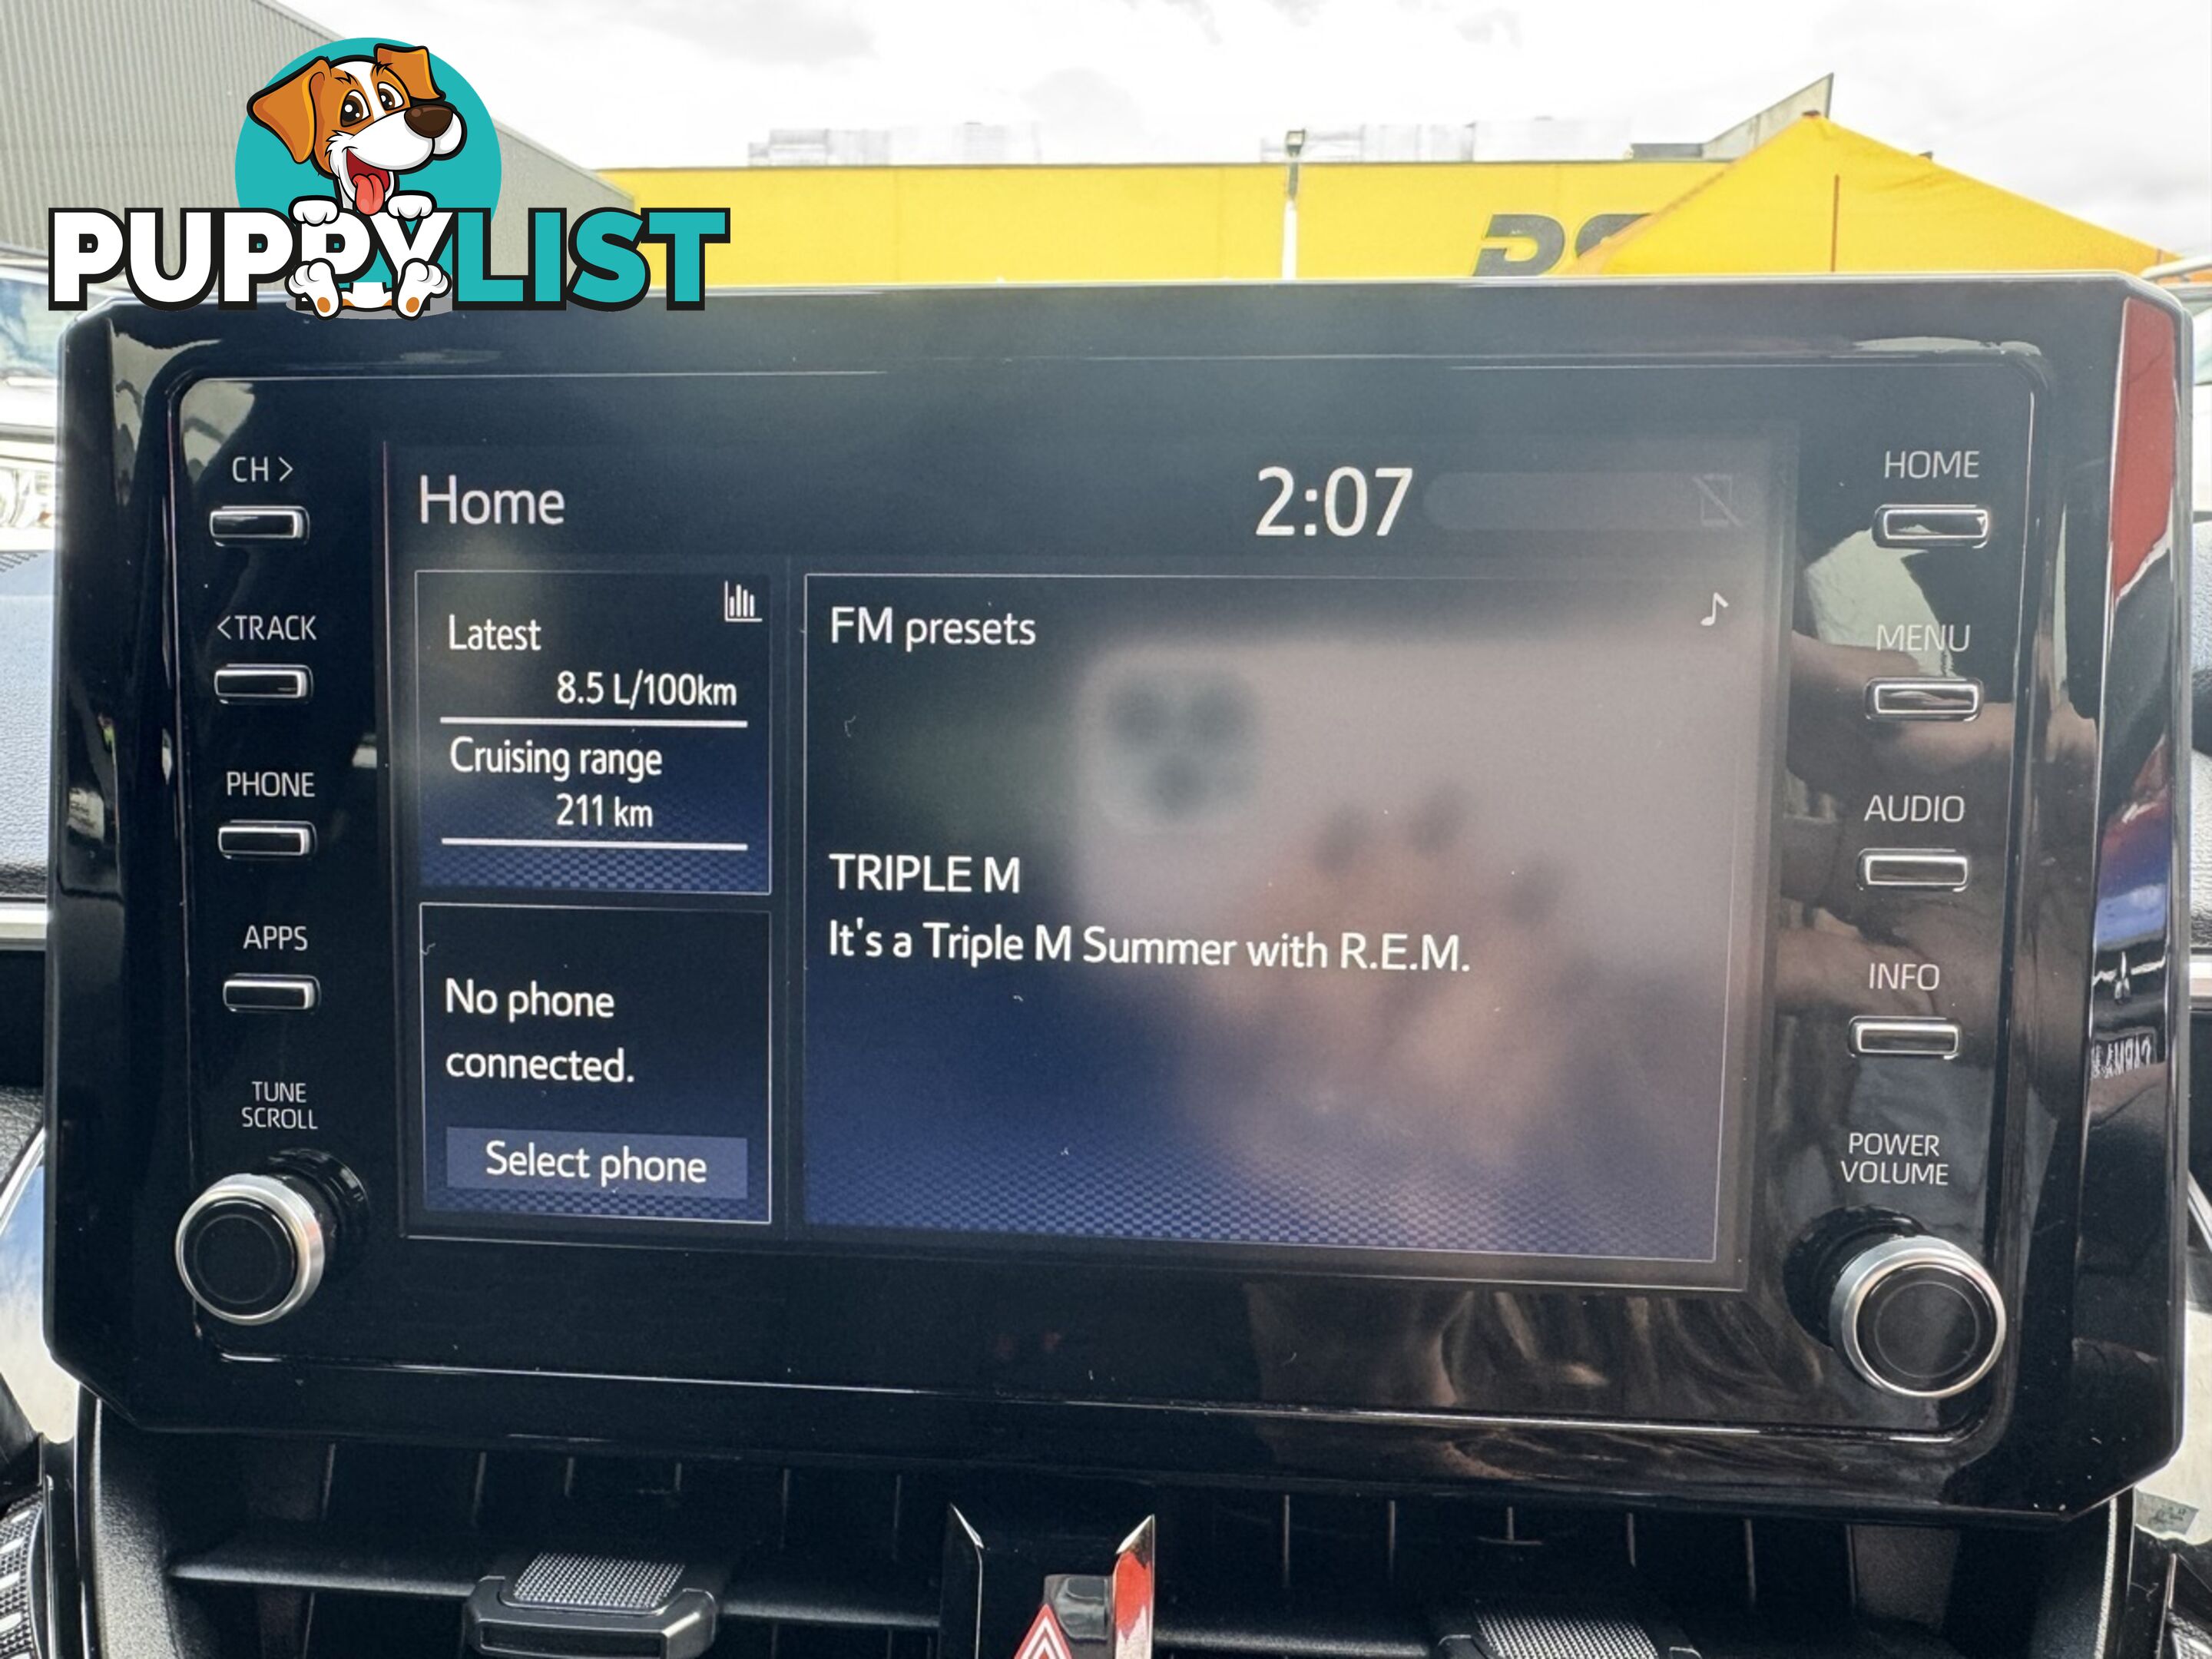 PUPPYLIST
CH >
HOME
Home
2:07
<TRACK
MENU
Latest
8.5 L/100km
FM presets
Cruising range
211 km
PHONE
AUDIO
TRIPLE M
It's a Triple M Summer with R.E.M.
APPS
INFO
No phone
connected.
Select phone
TUNE
SCROLL
POWER
VOLUME